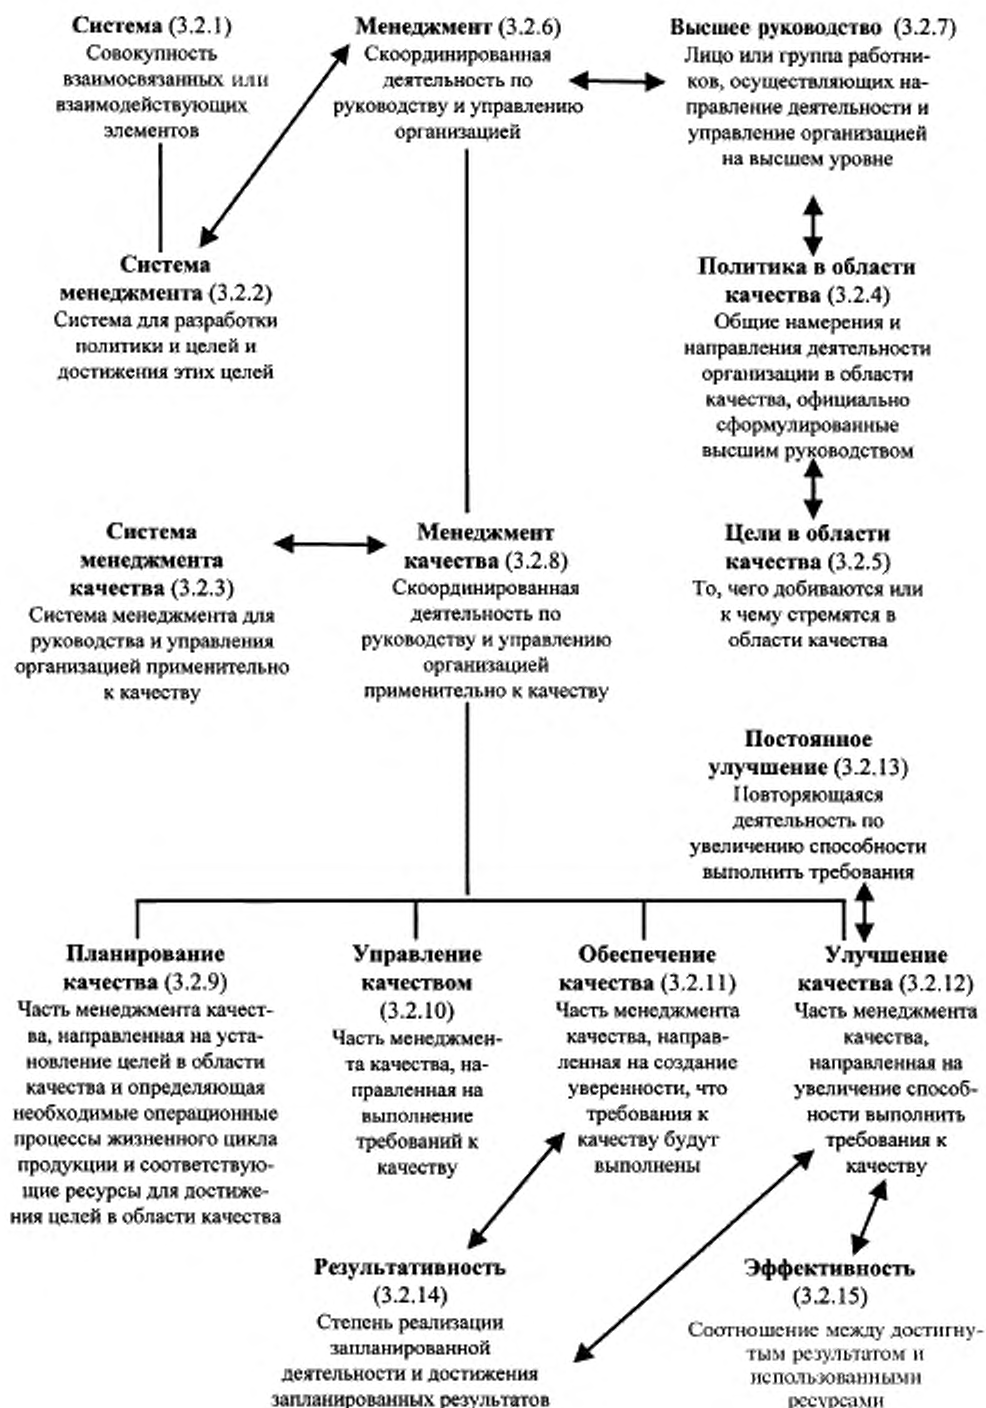 Система (3.2.1)
Совокупность
взаимосвязанных или
взаимодействующих
элементов
Менеджмент (3.2.6)
Скоординированная
деятельность по
руководству и управлению
организацией
Высшее руководство (3.2.7)
Лицо или группа работни-
ков, осуществляющих на-
правление деятельности и
управление организацией
на высшем уровне
Система
менеджмента (3.2.2)
Система для разработки
политики и целей и
достижения этих целей
Политика в области
качества (3.2.4)
Общие намерения и
направления деятельности
организации в области
качества, официально
сформулированные
высшим руководством
Система
менеджмента
качества (3.2.3)
Система менеджмента для
руководства и управления
организацией применительно
к качеству
Менеджмент
качества (3.2.8)
Скоординированная
деятельность по
руководству и управлению
организацией
применительно к качеству
Цели в области
качества (3.2.5)
То, чего добиваются или
к чему стремятся в
области качества
Постоянное
улучшение (3.2.13)
Повторяющаяся
деятельность по
увеличению способности
выполнить требования
Планирование
качества (3.2.9)
Часть менеджмента качест-
ва, направленная на уста-
новление целей в области
качества и определяющая
необходимые операционные
процессы жизненного цикла
продукции и соответствую-
щие ресурсы для достиже-
ния целей в области качества
Управление
качеством
(3.2.10)
Часть менеджмен-
та качества, на-
правленная на
выполнение
требований к
качеству
Обеспечение
качества (3.2.11)
Часть менеджмента
качества, направ-
ленная на создание
уверенности, что
требования к
качеству будут
выполнены
Улучшение
качества (3.2.12)
Часть менеджмента
качества,
направленная на
увеличение способ-
ности выполнить
требования к
качеству
Результативность
(3.2.14)
Степень реализации
запланированной
деятельности и достижения
запланированных результатов
Эффективность
(3.2.15)
Соотношение между достигну-
тым результатом и
использованными
ресурсами